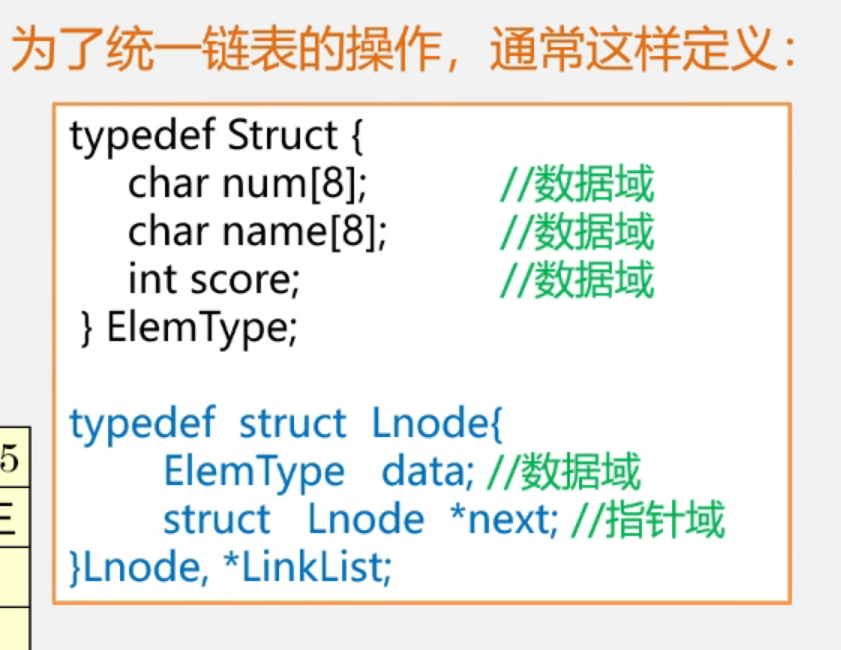 为了统一链表的操作，通常这样定义：
typedef Struct {
char num[8]; //数据域
char name[8]; //数据域
int score; //数据域
} ElemType;
typedef struct Lnode{
ElemType data; //数据域
struct Lnode *next; //指针域
}Lnode, *LinkList;
5